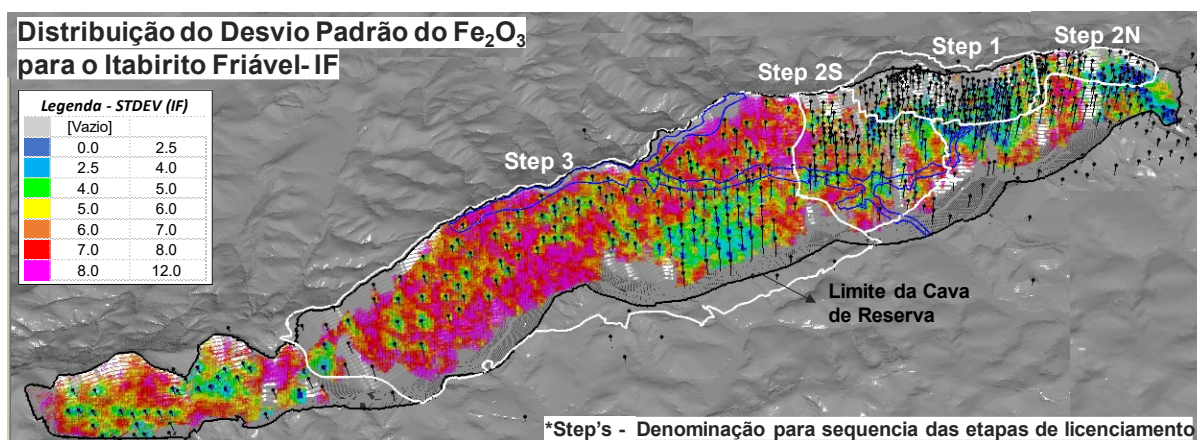 Distribuição do Desvio Padrão do Fe₂O₃
para o Itabirito Friável- IF
Legenda - STDEV (IF)
[Vazio]
0.0 2.5
2.5 4.0
4.0 5.0
5.0 6.0
6.0 7.0
7.0 8.0
8.0 12.0
Step 3
Step 2S
Step 1
Step 2N
Limite da Cava
de Reserva
*Step's - Denominação para sequencia das etapas de licenciamento